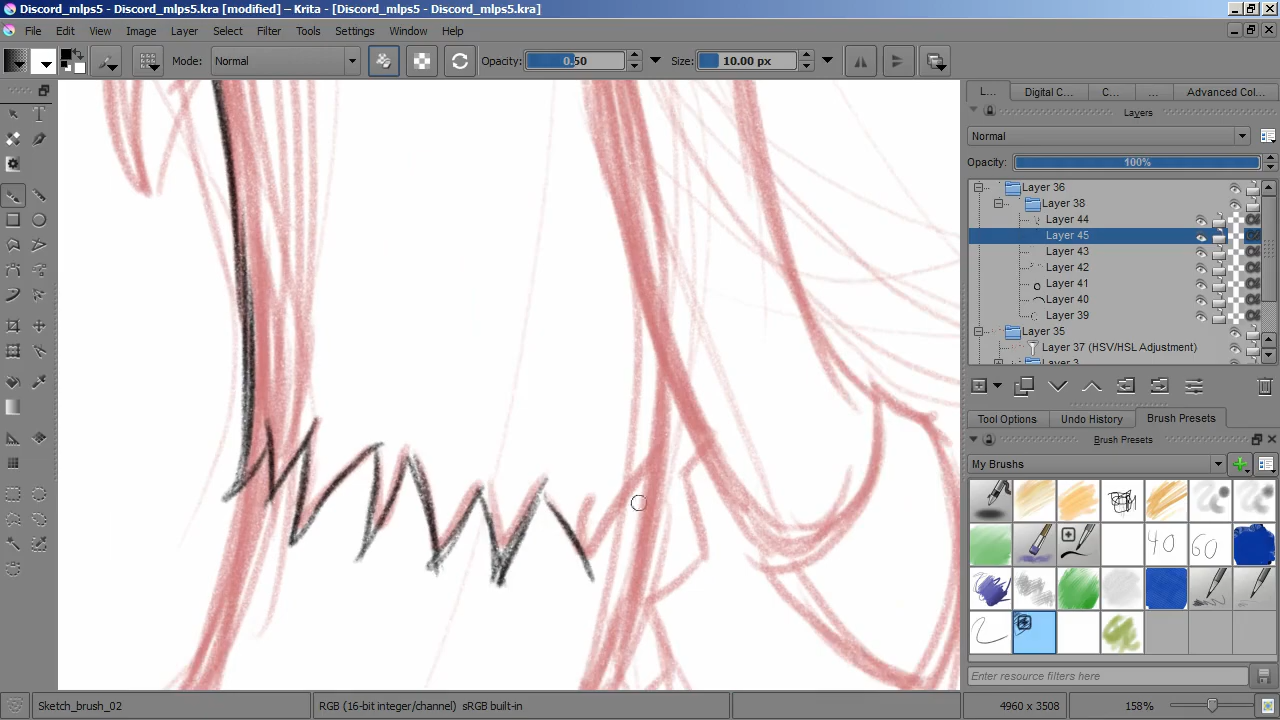 Discord_mlps5 - Discord_mlps5.kra [modified] – Krita - [Discord_mlps5 - Discord_mlps5.kra]
File Edit View Image Layer Select Filter Tools Settings Window Help
Mode: Normal Opacity: 0.50 Size: 10.00 px
L... Digital C... C... ... Advanced Col...
Layers
Normal
Opacity: 100%
Layer 36
Layer 38
Layer 44
Layer 45
Layer 43
Layer 42
Layer 41
Layer 40
Layer 39
Layer 35
Layer 37 (HSV/HSL Adjustment)
Layer 3
Tool Options Undo History Brush Presets
Brush Presets
My Brushes
40 60
Enter resource filters here
Sketch_brush_02 RGB (16-bit integer/channel) sRGB built-in 4960 x 3508 158%